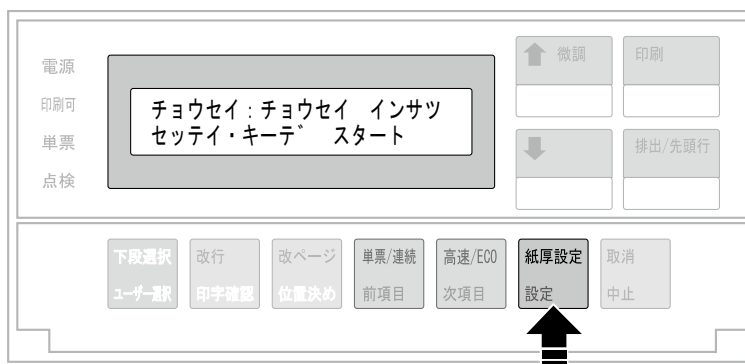 電源
印刷可
単票
点検
チョウセイ:チョウセイ インサツ
セッテイ・キーデ スタート
微調
印刷
排出/先頭行
下段選択
改行
改ページ
単票/連続
高速/ECO
紙厚設定
取消
ユーザー選択
印字確認
位置決め
前項目
次項目
設定
中止